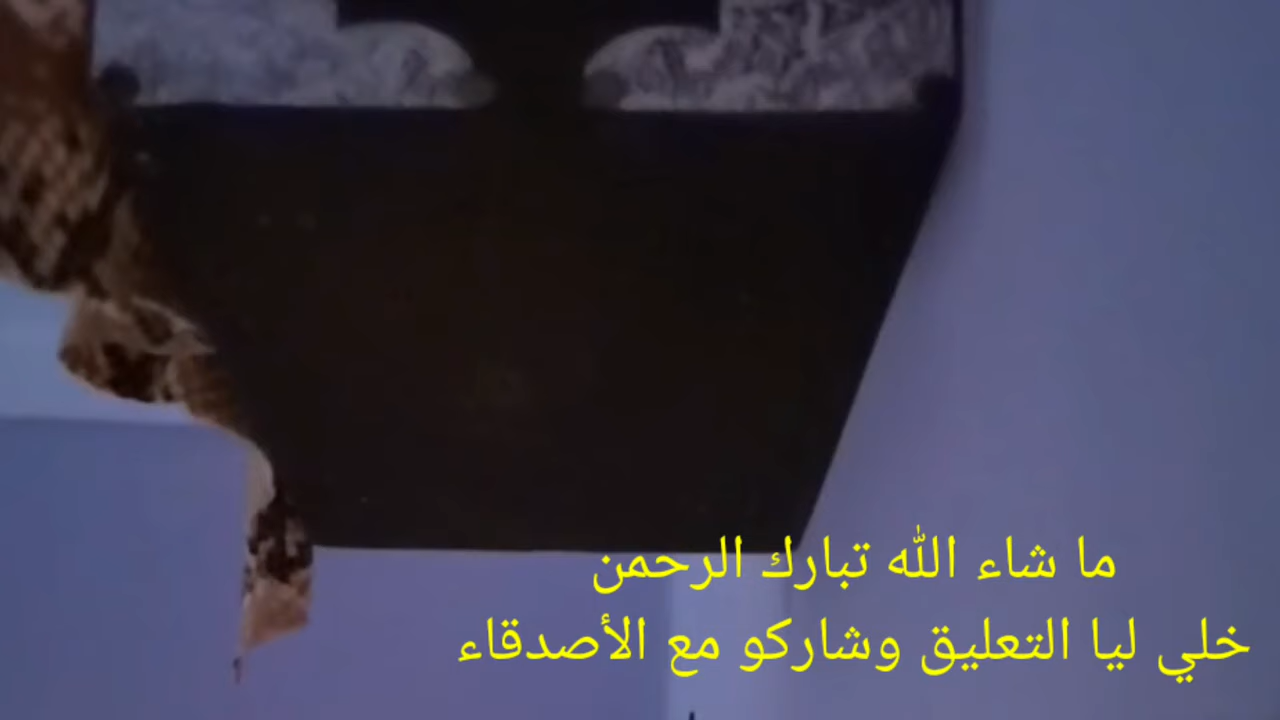 ما شاء الله تبارك الرحمن
خلي ليا التعليق وشاركو مع الأصدقاء